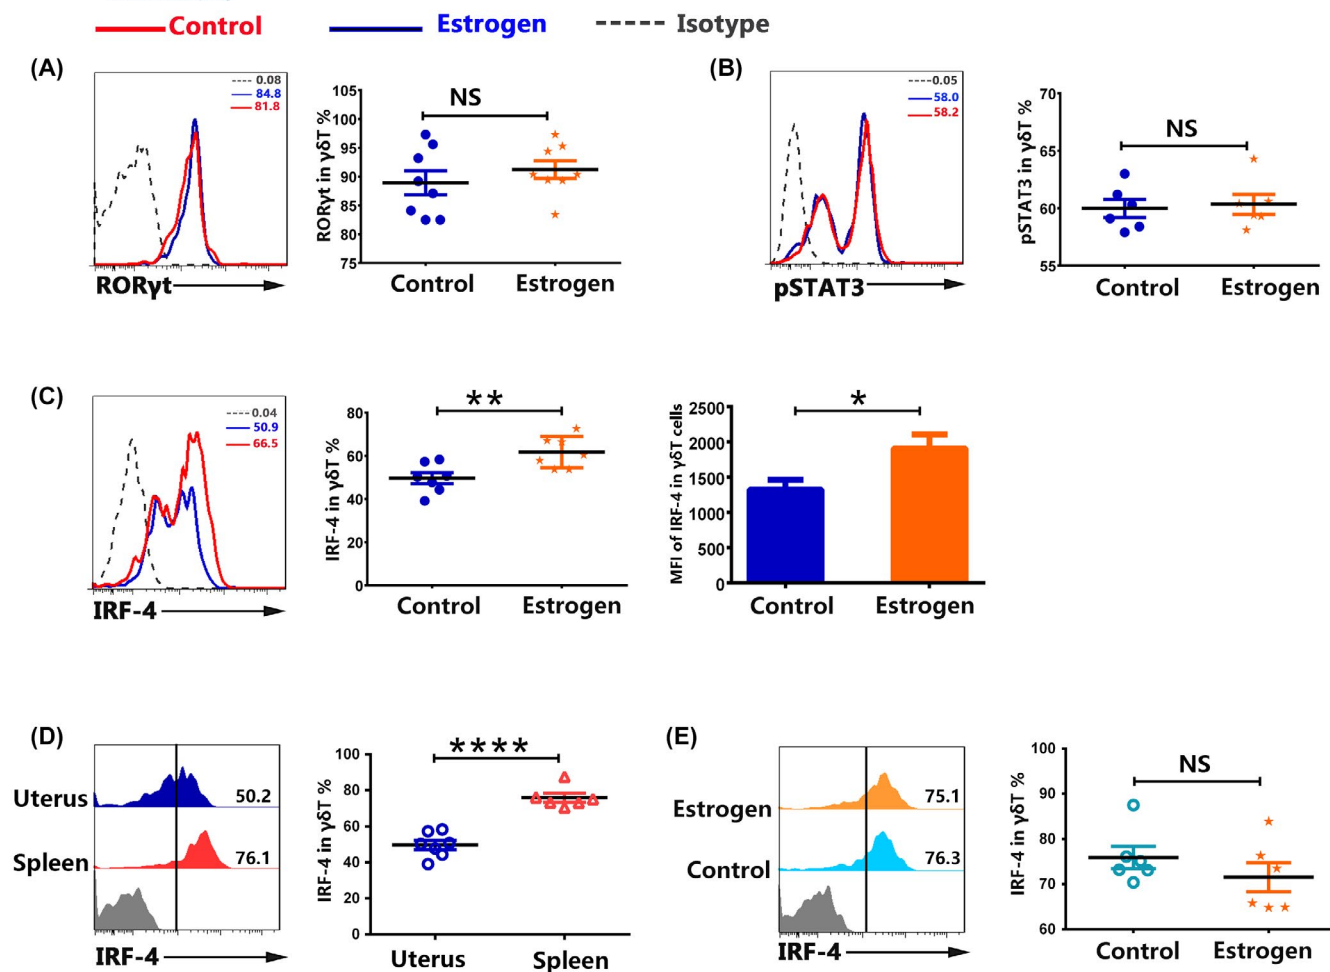 Control Estrogen Isotype
(A)
0.08
84.8
81.8
RORγt
RORγt in γδT %
105
100
95
90
85
80
75
NS
Control Estrogen
(B)
0.05
58.0
58.2
pSTAT3
pSTAT3 in γδT %
70
65
60
55
NS
Control Estrogen
(C)
0.04
50.9
66.5
IRF-4
IRF-4 in γδT %
80
60
40
20
0
**
Control Estrogen
MFI of IRF-4 in γδT cells
2500
2000
1500
1000
500
0
*
Control Estrogen
(D)
Uterus 50.2
Spleen 76.1
IRF-4
IRF-4 in γδT %
100
80
60
40
20
0
****
Uterus Spleen
(E)
Estrogen 75.1
Control 76.3
IRF-4
IRF-4 in γδT %
100
90
80
70
60
NS
Control Estrogen